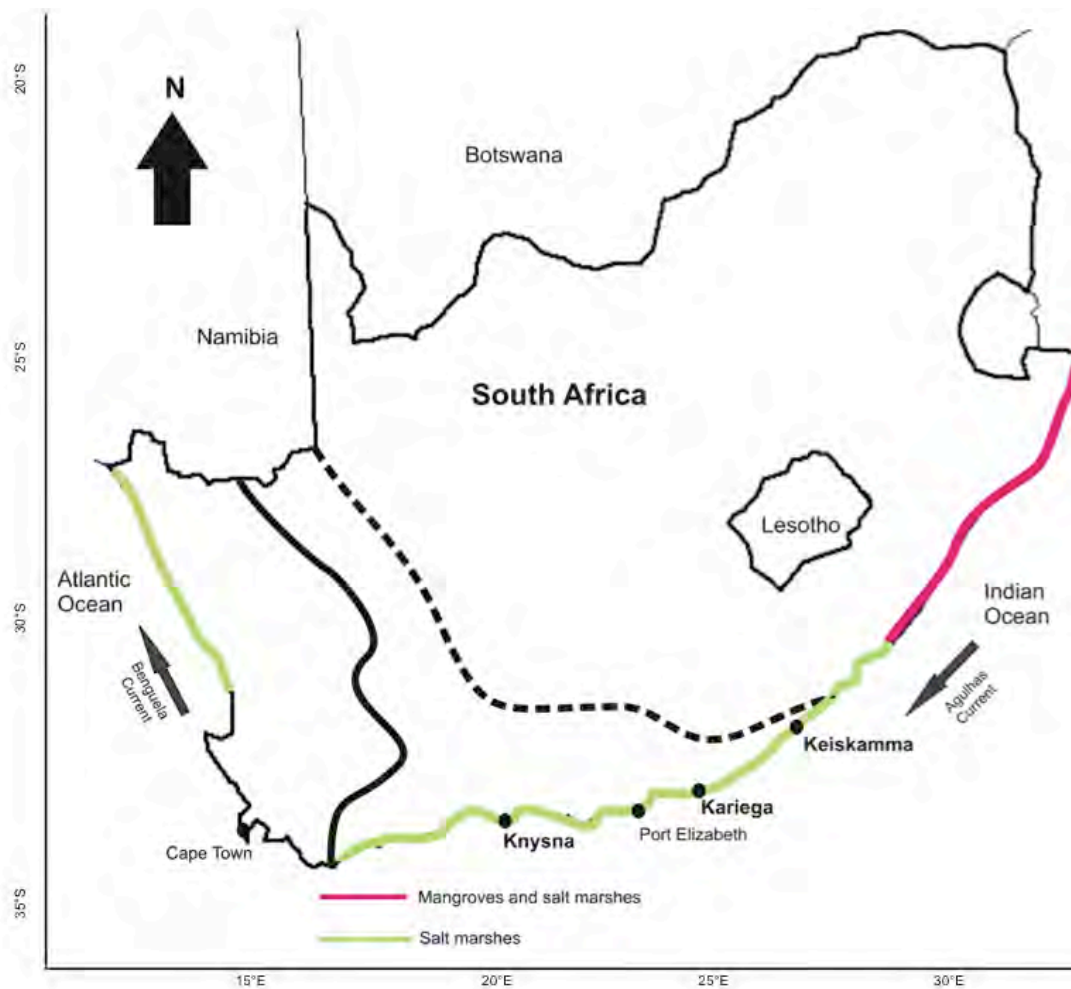 20°S
N
Botswana
Namibia
25°S
South Africa
Lesotho
Atlantic
Ocean
Indian
Ocean
30°S
Benguela
Current
Agulhas
Current
Keiskamma
Kariega
Knysna
Port Elizabeth
Cape Town
Mangroves and salt marshes
35°S
Salt marshes
15°E
20°E
25°E
30°E